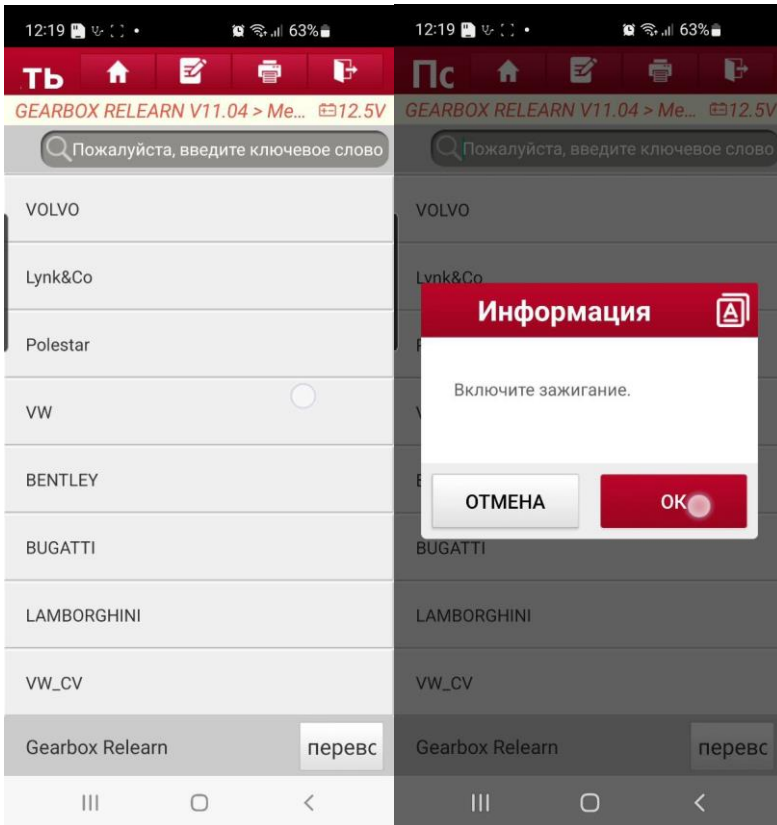 12:19 63%
ть
GEARBOX RELEARN V11.04 > Me... 12.5V
Пожалуйста, введите ключевое слово
VOLVO
Lynk&Co
Polestar
VW
BENTLEY
BUGATTI
LAMBORGHINI
VW_CV
Gearbox Relearn перевс
12:19 63%
Пс
GEARBOX RELEARN V11.04 > Me... 12.5V
Пожалуйста, введите ключевое слово
VOLVO
Lynk&Co
Информация
Включите зажигание.
ОТМЕНА ОК
BUGATTI
LAMBORGHINI
VW_CV
Gearbox Relearn перевс